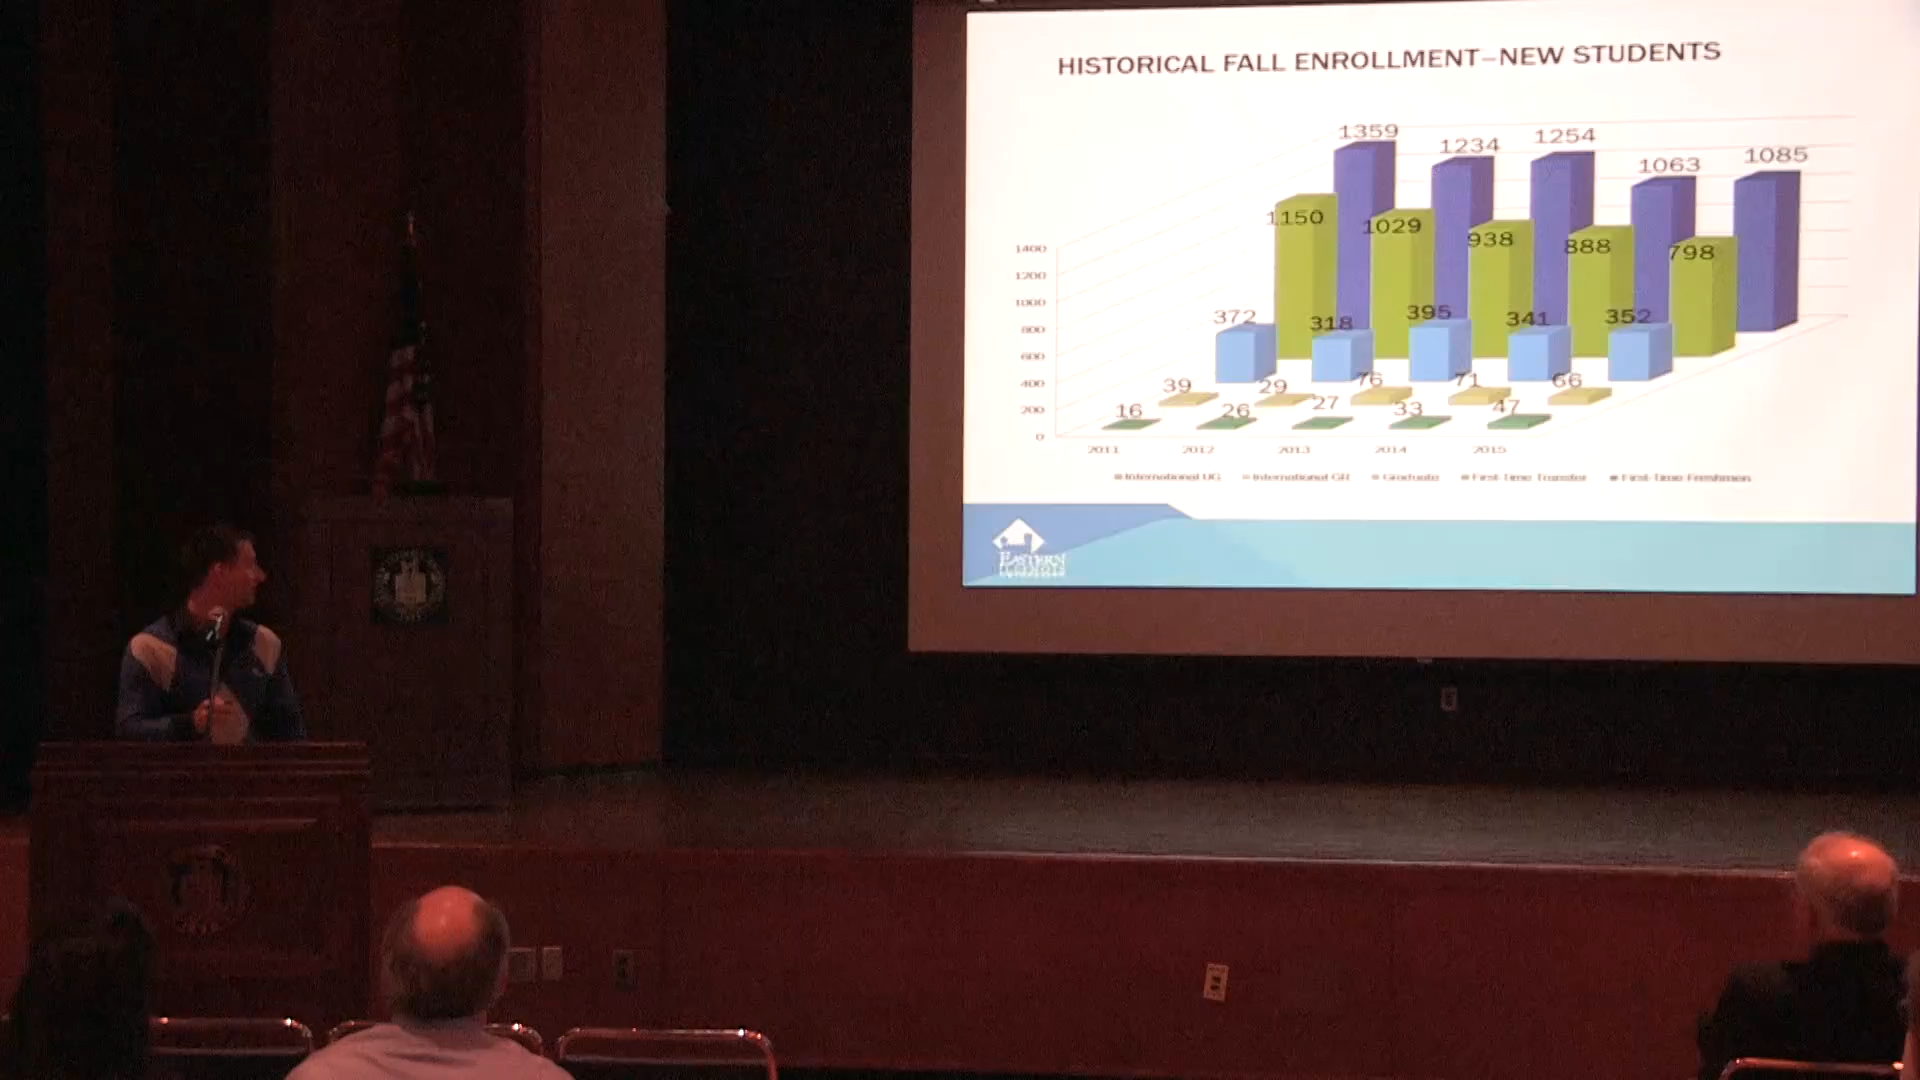 HISTORICAL FALL ENROLLMENT–NEW STUDENTS
1359 1234 1254 1063 1085
1150 1029 938 888 798
372 318 395 341 352
39 29 76 71 66
16 26 27 33 47
1400
1200
1000
800
600
400
200
0
2011 2012 2013 2014 2015
International UG International GR Graduate First-Time Transfer First-Time Freshmen
EASTERN
ILLINOIS